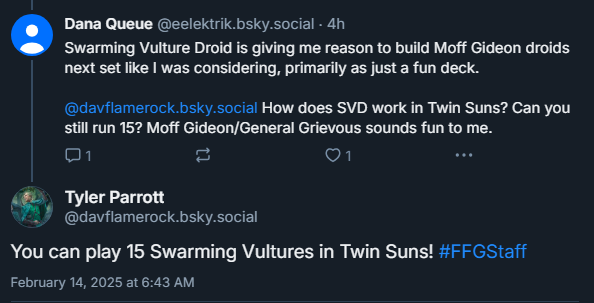 Dana Queue @eelektrik.bsky.social · 4h
Swarming Vulture Droid is giving me reason to build Moff Gideon droids
next set like I was considering, primarily as just a fun deck.
@davflamerock.bsky.social How does SVD work in Twin Suns? Can you
still run 15? Moff Gideon/General Grievous sounds fun to me.
1 1
Tyler Parrott
@davflamerock.bsky.social
You can play 15 Swarming Vultures in Twin Suns! #FFGStaff
February 14, 2025 at 6:43 AM